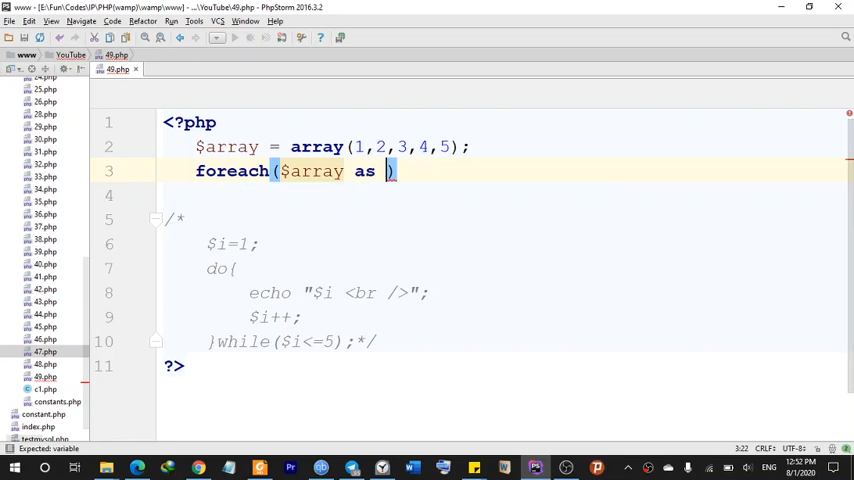 www - [E:\Fun\Codes\IP\PHP(wamp)\wamp\www] - ...\YouTube\49.php - PhpStorm 2016.3.2
File Edit View Navigate Code Refactor Run Tools VCS Window Help
www YouTube 49.php
49.php
24.php
25.php
26.php
27.php
28.php
29.php
30.php
31.php
32.php
33.php
34.php
35.php
36.php
37.php
38.php
39.php
40.php
41.php
42.php
43.php
44.php
45.php
46.php
47.php
48.php
49.php
c1.php
constants.php
constant.php
index.php
testmysql.php
1 <?php
2 $array = array(1,2,3,4,5);
3 foreach($array as )
4
5 /*
6 $i=1;
7 do{
8 echo "$i <br />";
9 $i++;
10 }while($i<=5);*/
11 ?>
Expected: variable 3:22 CRLF÷ UTF-8÷
ENG 12:52 PM
8/1/2020